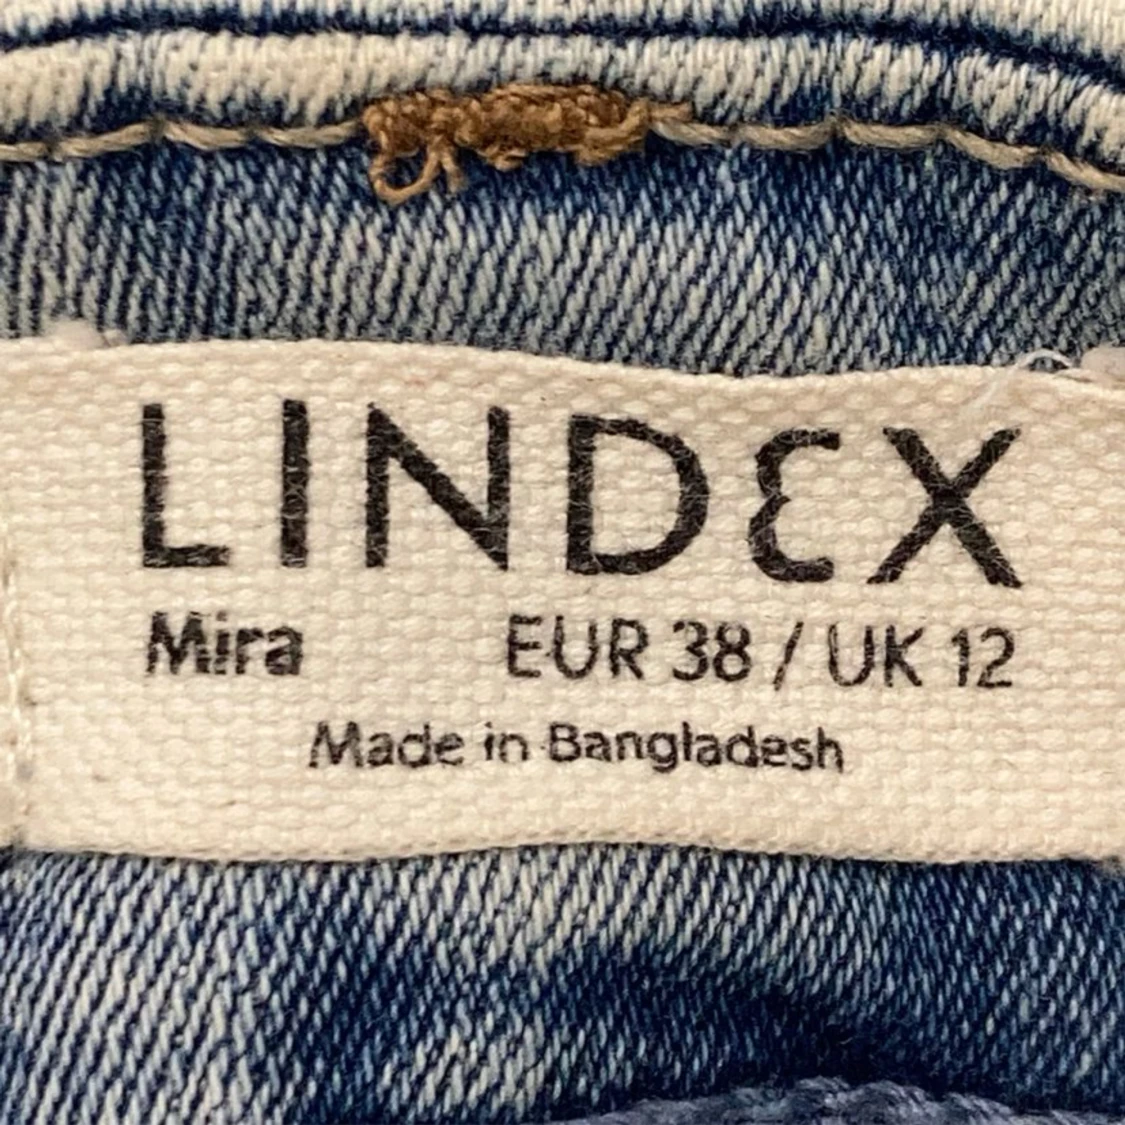 LINDEX
Mira EUR 38 / UK 12
Made in Bangladesh